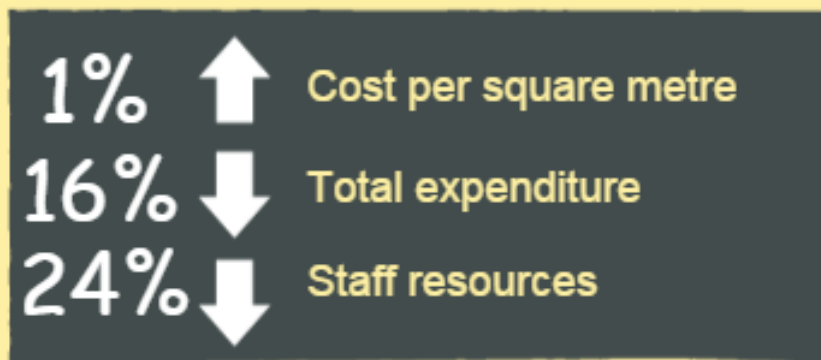 1% Cost per square metre
16% Total expenditure
24% Staff resources